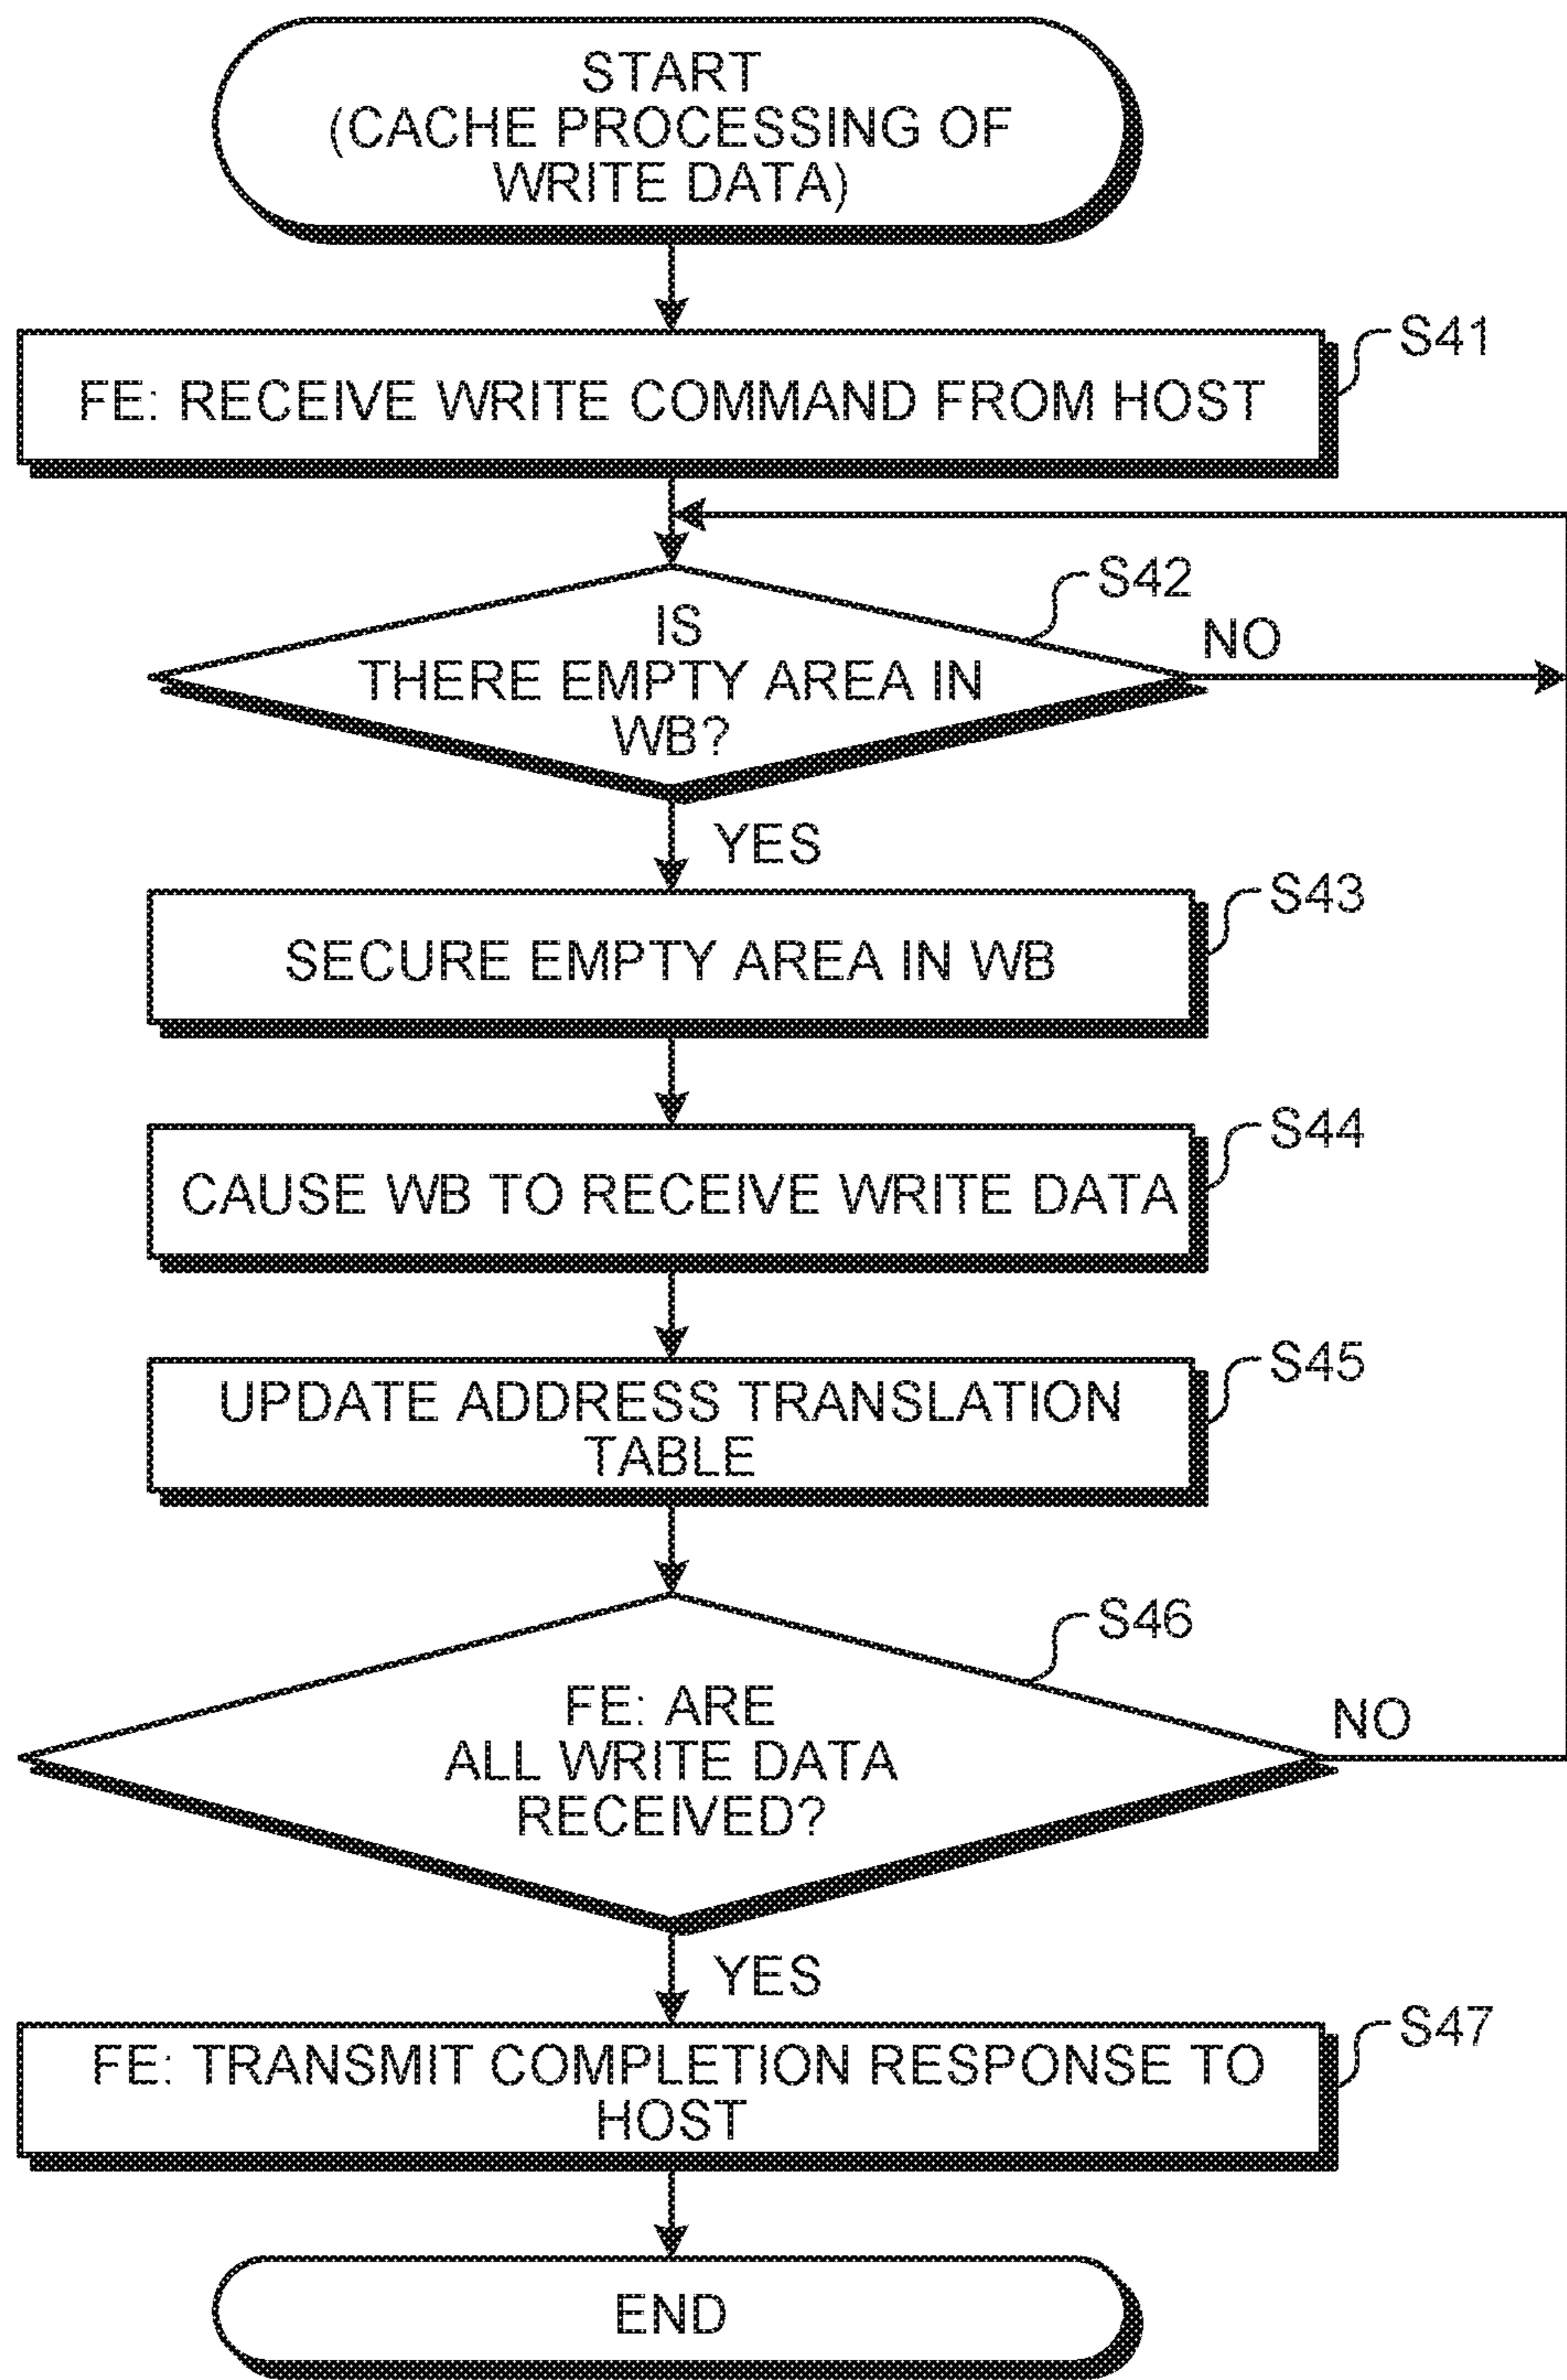 START
(CACHE PROCESSING OF
WRITE DATA)
S41
FE: RECEIVE WRITE COMMAND FROM HOST
S42
IS
THERE EMPTY AREA IN
WB?
NO
YES
S43
SECURE EMPTY AREA IN WB
S44
CAUSE WB TO RECEIVE WRITE DATA
S45
UPDATE ADDRESS TRANSLATION
TABLE
S46
FE: ARE
ALL WRITE DATA
RECEIVED?
NO
YES
S47
FE: TRANSMIT COMPLETION RESPONSE TO
HOST
END